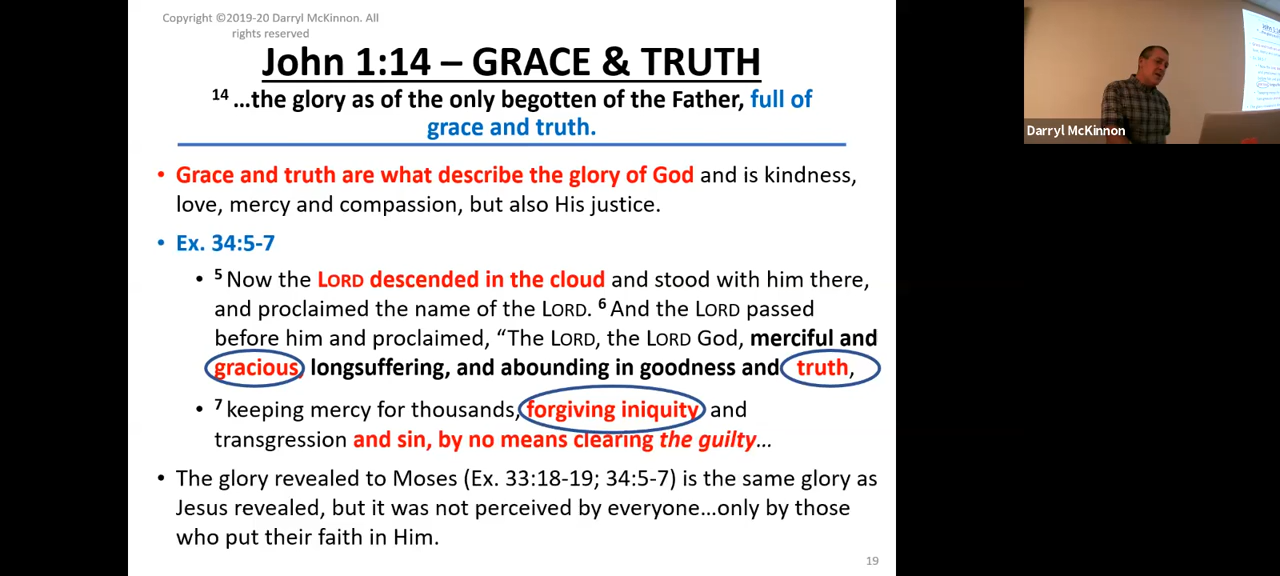 Copyright ©2019-20 Darryl McKinnon. All
rights reserved
John 1:14 – GRACE & TRUTH
14 …the glory as of the only begotten of the Father, full of
grace and truth.
• Grace and truth are what describe the glory of God and is kindness,
love, mercy and compassion, but also His justice.
• Ex. 34:5-7
• 5 Now the LORD descended in the cloud and stood with him there,
and proclaimed the name of the LORD. 6 And the LORD passed
before him and proclaimed, “The LORD, the LORD God, merciful and
gracious, longsuffering, and abounding in goodness and truth,
• 7 keeping mercy for thousands, forgiving iniquity and
transgression and sin, by no means clearing the guilty…
• The glory revealed to Moses (Ex. 33:18-19; 34:5-7) is the same glory as
Jesus revealed, but it was not perceived by everyone…only by those
who put their faith in Him.
19
Darryl McKinnon